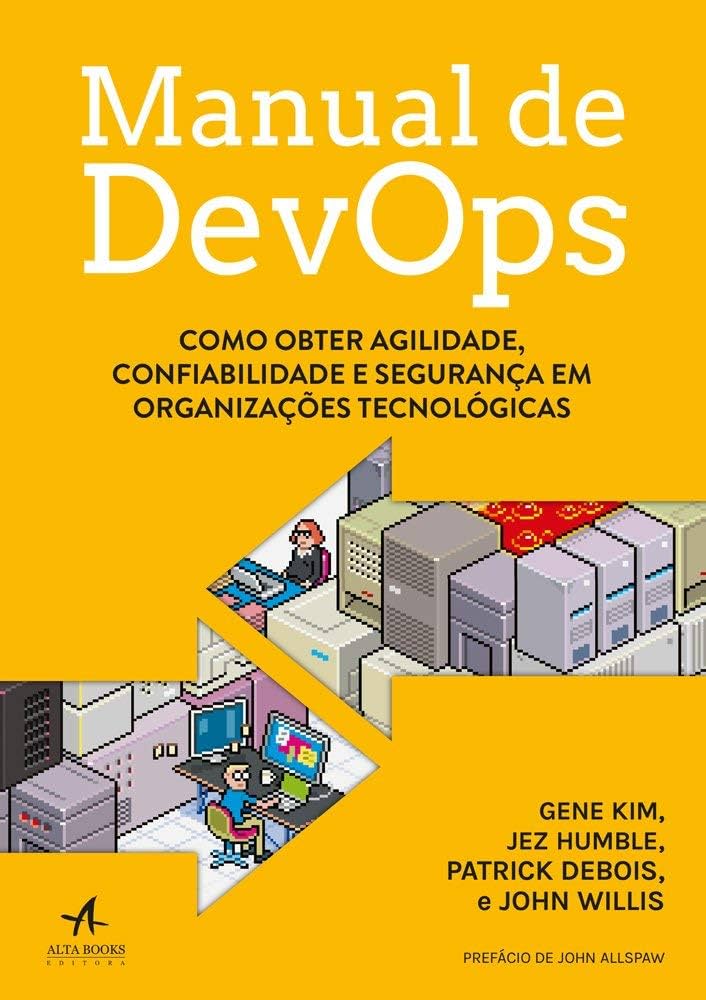 Manual de
DevOps
COMO OBTER AGILIDADE,
CONFIABILIDADE E SEGURANÇA EM
ORGANIZAÇÕES TECNOLÓGICAS
GENE KIM,
JEZ HUMBLE,
PATRICK DEBOIS,
e JOHN WILLIS
A
ALTA BOOKS
EDITORA
PREFÁCIO DE JOHN ALLSPAW